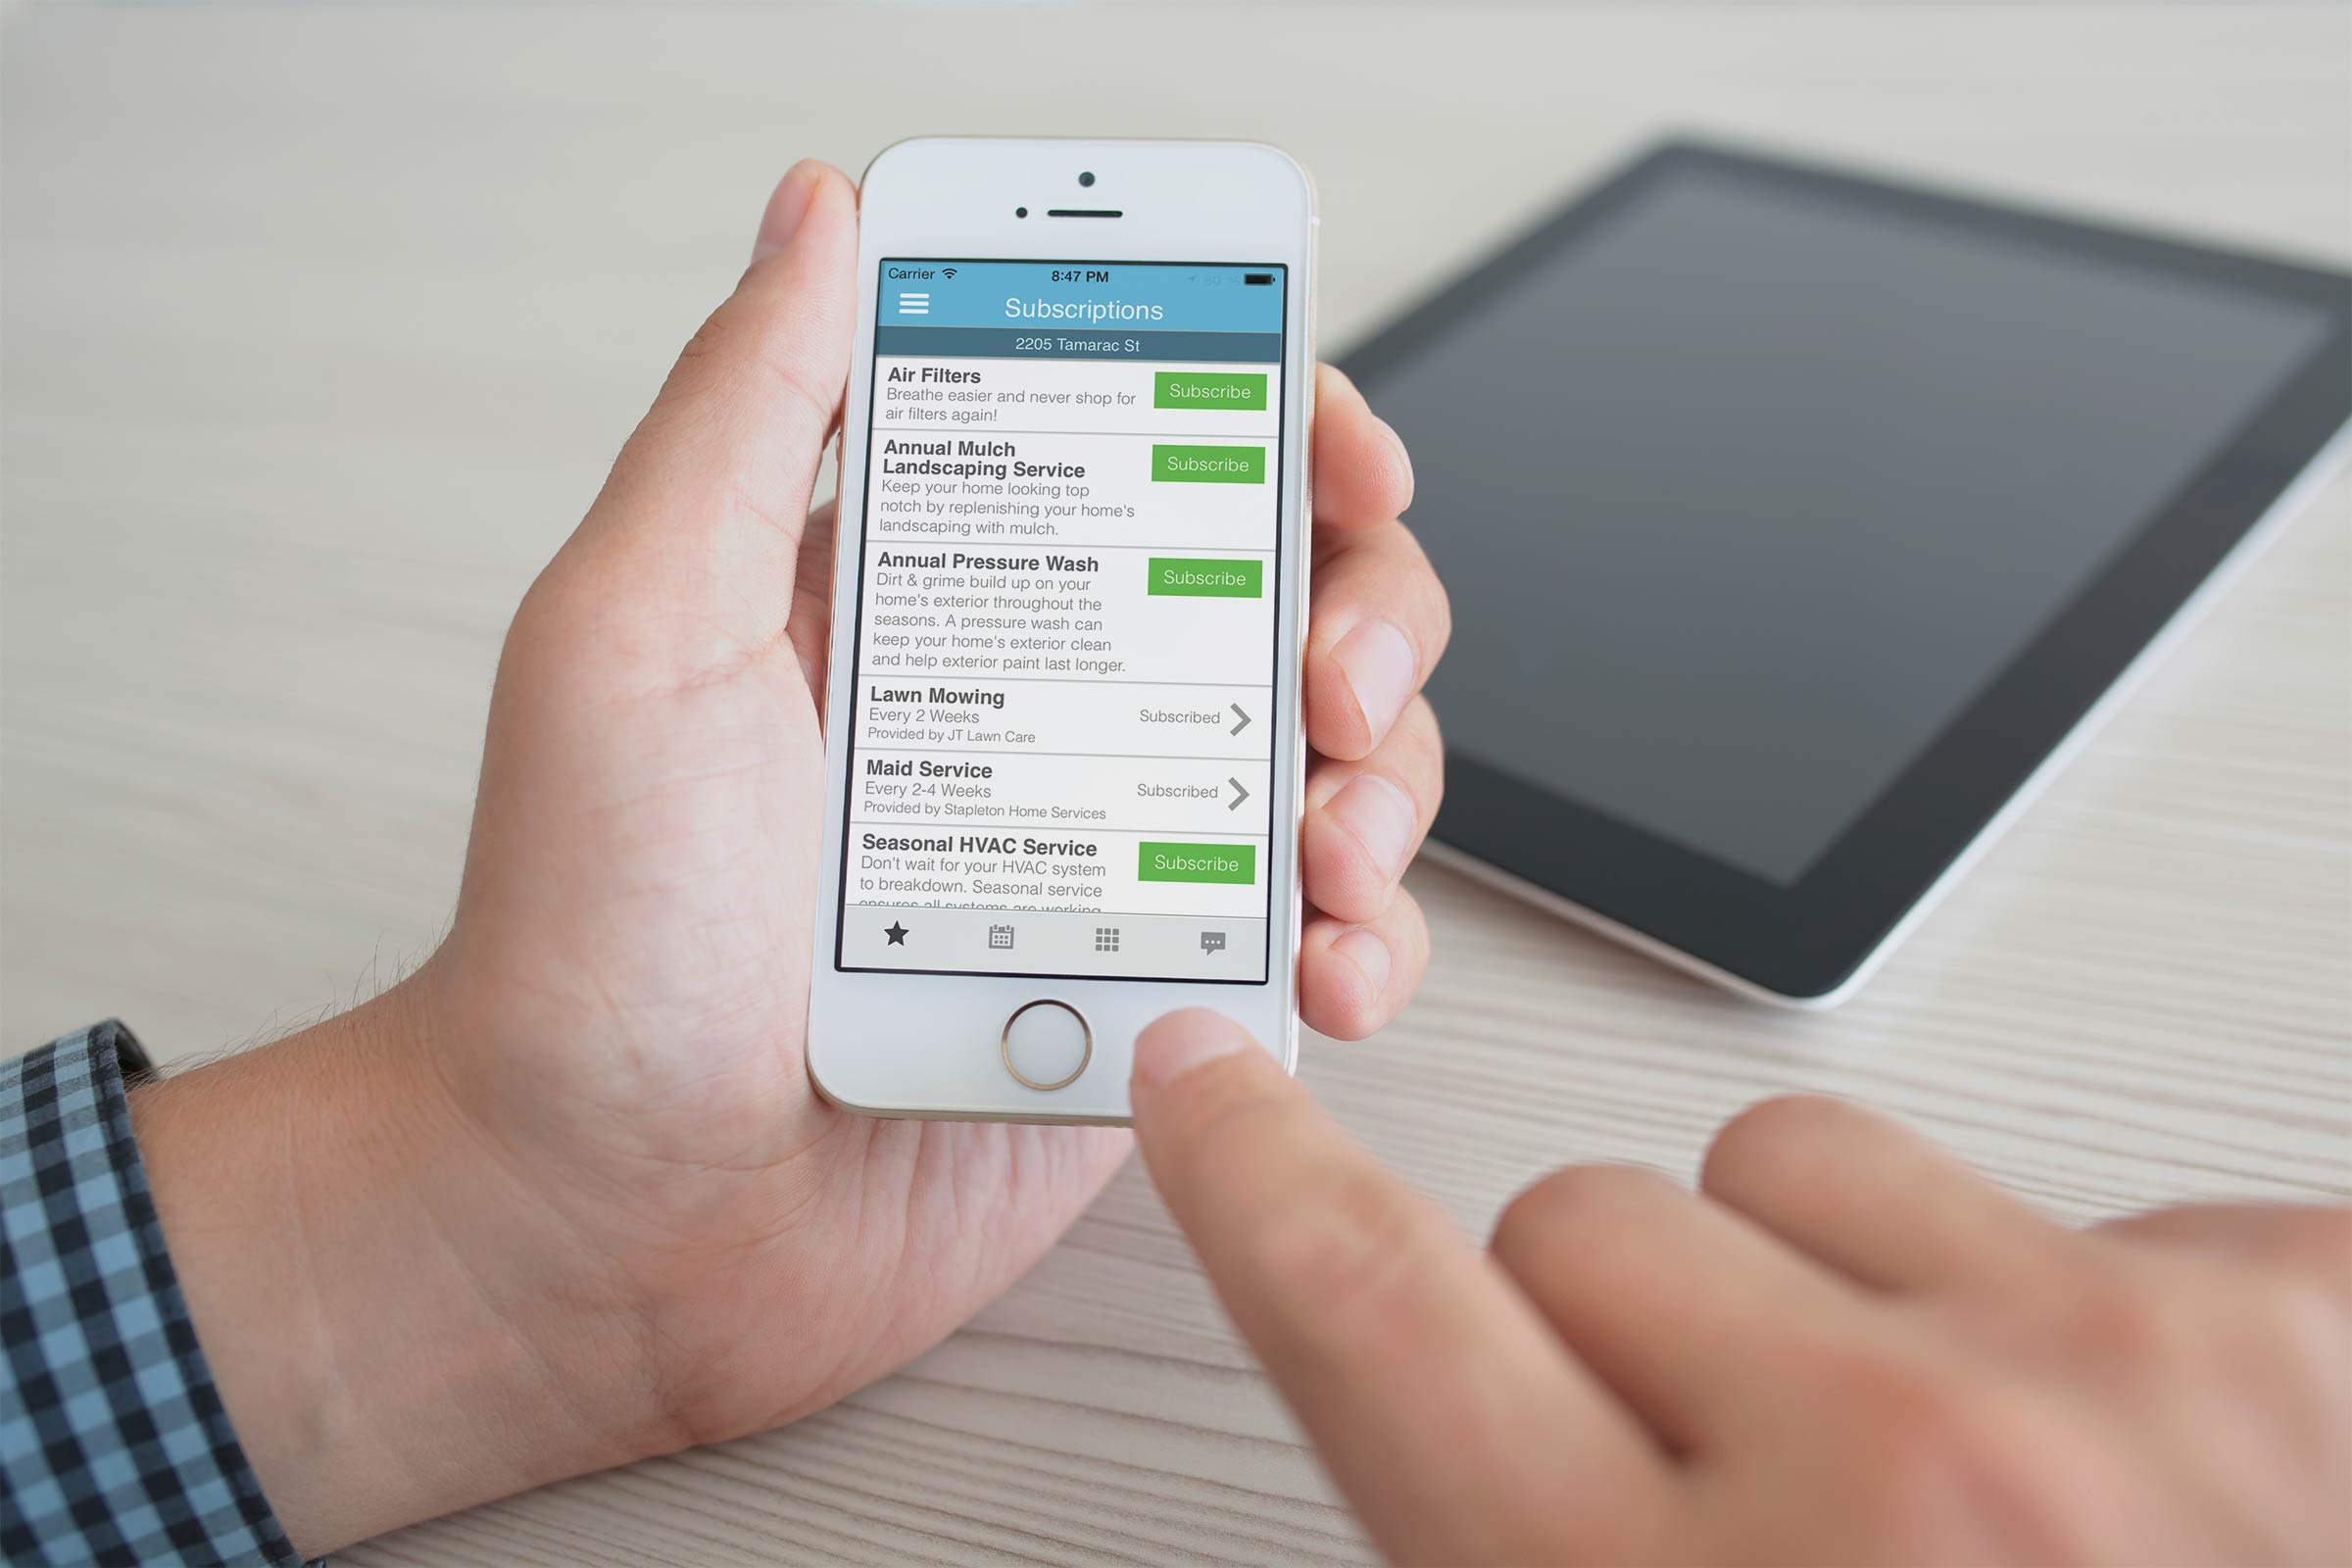 Carrier 8:47 PM
Subscriptions
2205 Tamarac St
Air Filters Subscribe
Breathe easier and never shop for
air filters again!
Annual Mulch Subscribe
Landscaping Service
Keep your home looking top
notch by replenishing your home's
landscaping with mulch.
Annual Pressure Wash Subscribe
Dirt & grime build up on your
home's exterior throughout the
seasons. A pressure wash can
keep your home's exterior clean
and help exterior paint last longer.
Lawn Mowing
Every 2 Weeks Subscribed
Provided by JT Lawn Care
Maid Service
Every 2-4 Weeks Subscribed
Provided by Stapleton Home Services
Seasonal HVAC Service Subscribe
Don't wait for your HVAC system
to breakdown. Seasonal service
ensures all systems are working